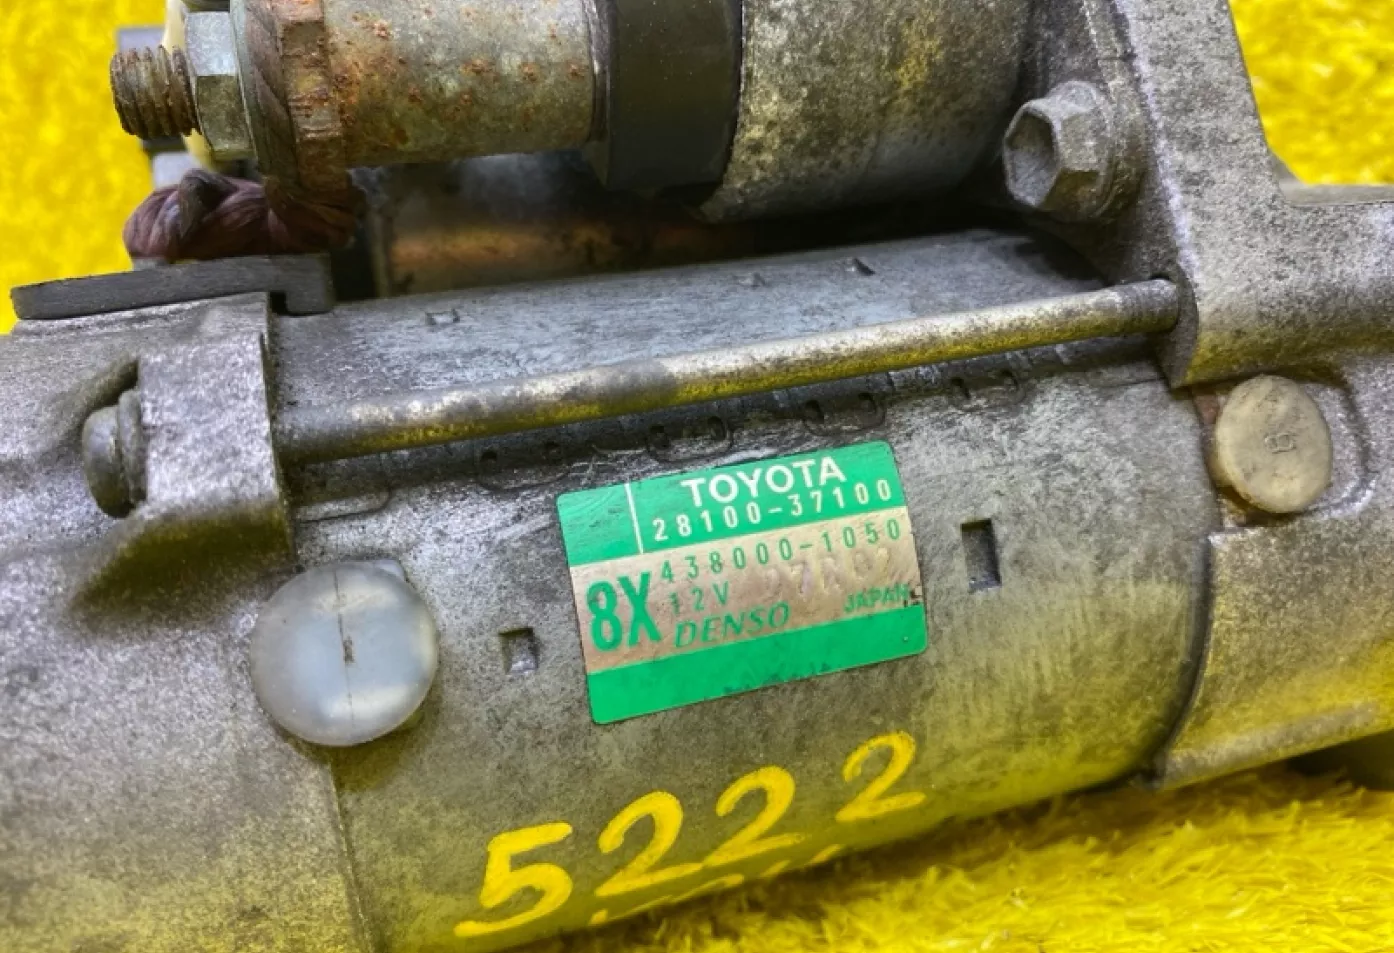 TOYOTA
28100-37100
438000-1050
8X
12V
DENSO
JAPAN
5222